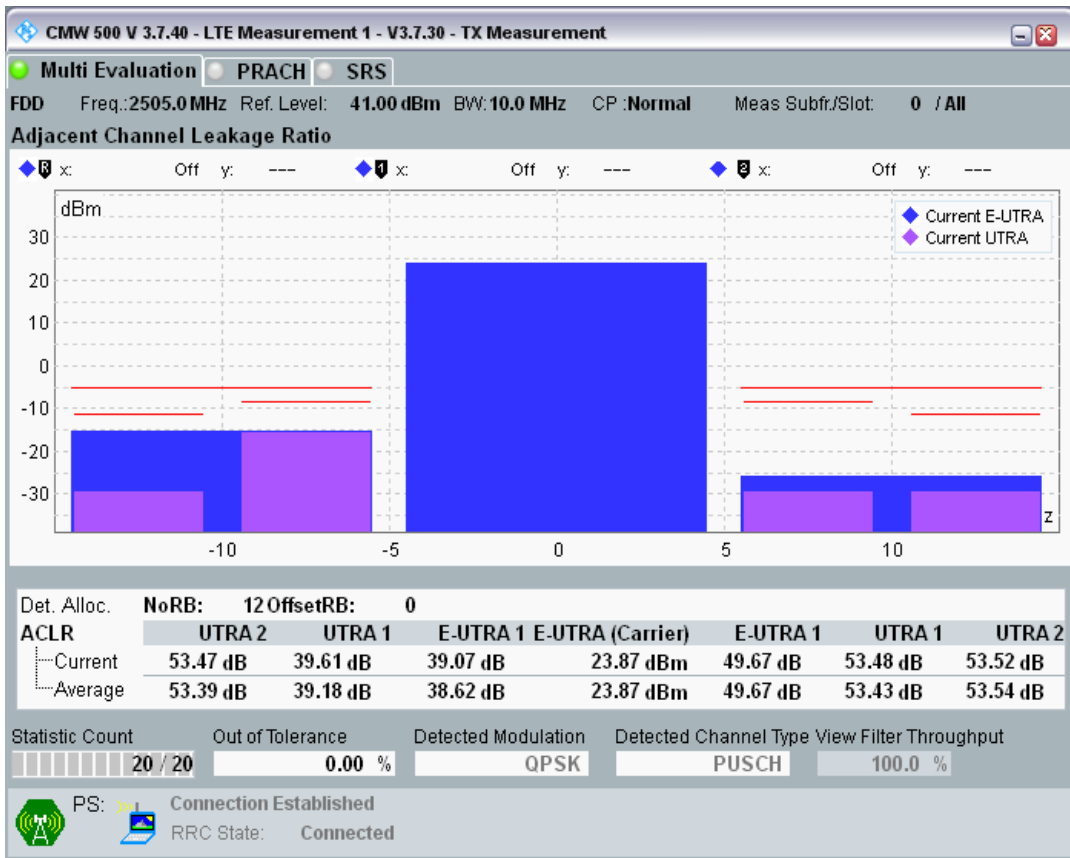 CMW 500 V 3.7.40 - LTE Measurement 1 - V3.7.30 - TX Measurement
Multi Evaluation PRACH SRS
FDD Freq.:2505.0 MHz Ref. Level: 41.00 dBm BW:10.0 MHz CP :Normal Meas Subfr./Slot: 0 / All
Adjacent Channel Leakage Ratio
R x: Off y: --- 1 x: Off y: --- 2 x: Off y: ---
dBm
Current E-UTRA
Current UTRA
30
20
10
0
-10
-20
-30
z
-10 -5 0 5 10
Det. Alloc. NoRB: 12 OffsetRB: 0
ACLR UTRA 2 UTRA 1 E-UTRA 1 E-UTRA (Carrier) E-UTRA 1 UTRA 1 UTRA 2
Current 53.47 dB 39.61 dB 39.07 dB 23.87 dBm 49.67 dB 53.48 dB 53.52 dB
Average 53.39 dB 39.18 dB 38.62 dB 23.87 dBm 49.67 dB 53.43 dB 53.54 dB
Statistic Count Out of Tolerance Detected Modulation Detected Channel Type View Filter Throughput
20 / 20 0.00 % QPSK PUSCH 100.0 %
PS: Connection Established
RRC State: Connected